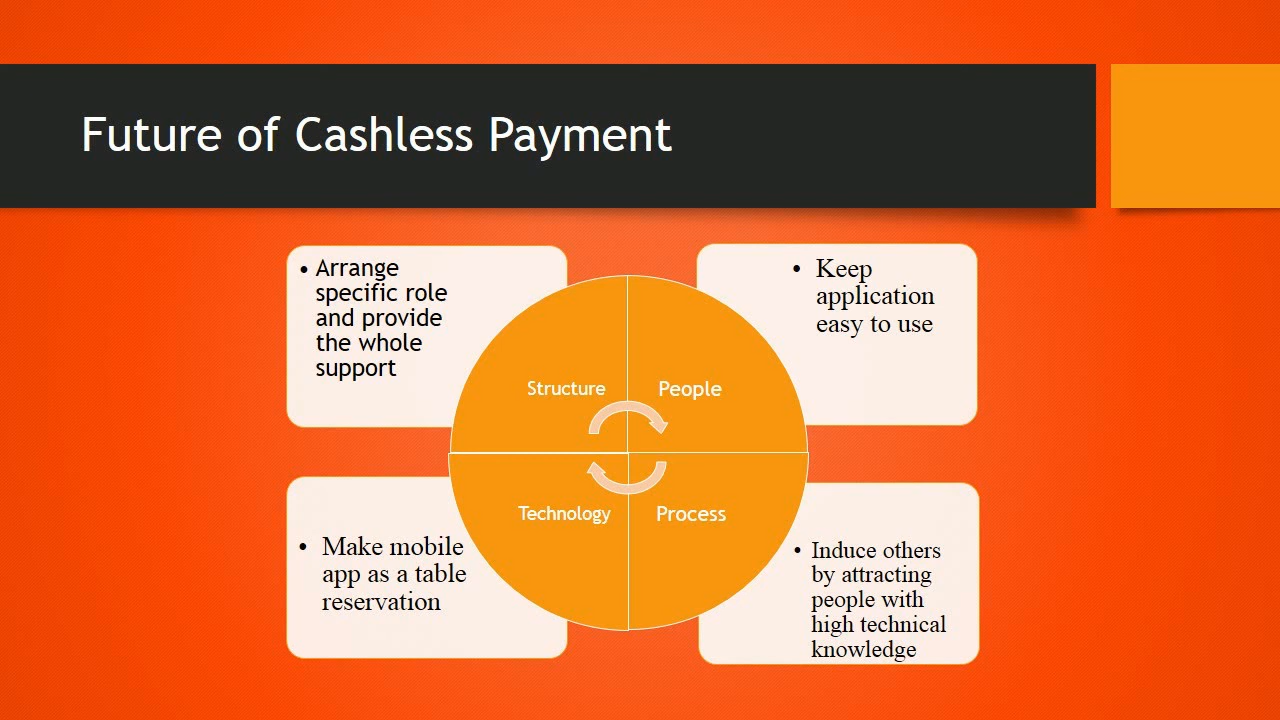 Future of Cashless Payment
• Arrange
specific role
and provide
the whole
support
• Keep
application
easy to use
Structure
People
Technology
Process
• Make mobile
app as a table
reservation
• Induce others
by attracting
people with
high technical
knowledge